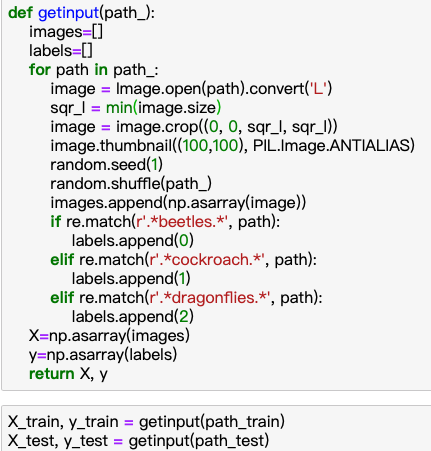 def getinput(path_):
    images=[]
    labels=[]
    for path in path_:
        image = Image.open(path).convert('L')
        sqr_l = min(image.size)
        image = image.crop((0, 0, sqr_l, sqr_l))
        image.thumbnail((100,100), PIL.Image.ANTIALIAS)
        random.seed(1)
        random.shuffle(path_)
        images.append(np.asarray(image))
        if re.match(r'.*beetles.*', path):
            labels.append(0)
        elif re.match(r'.*cockroach.*', path):
            labels.append(1)
        elif re.match(r'.*dragonflies.*', path):
            labels.append(2)
    X=np.asarray(images)
    y=np.asarray(labels)
    return X, y
X_train, y_train = getinput(path_train)
X_test, y_test = getinput(path_test)